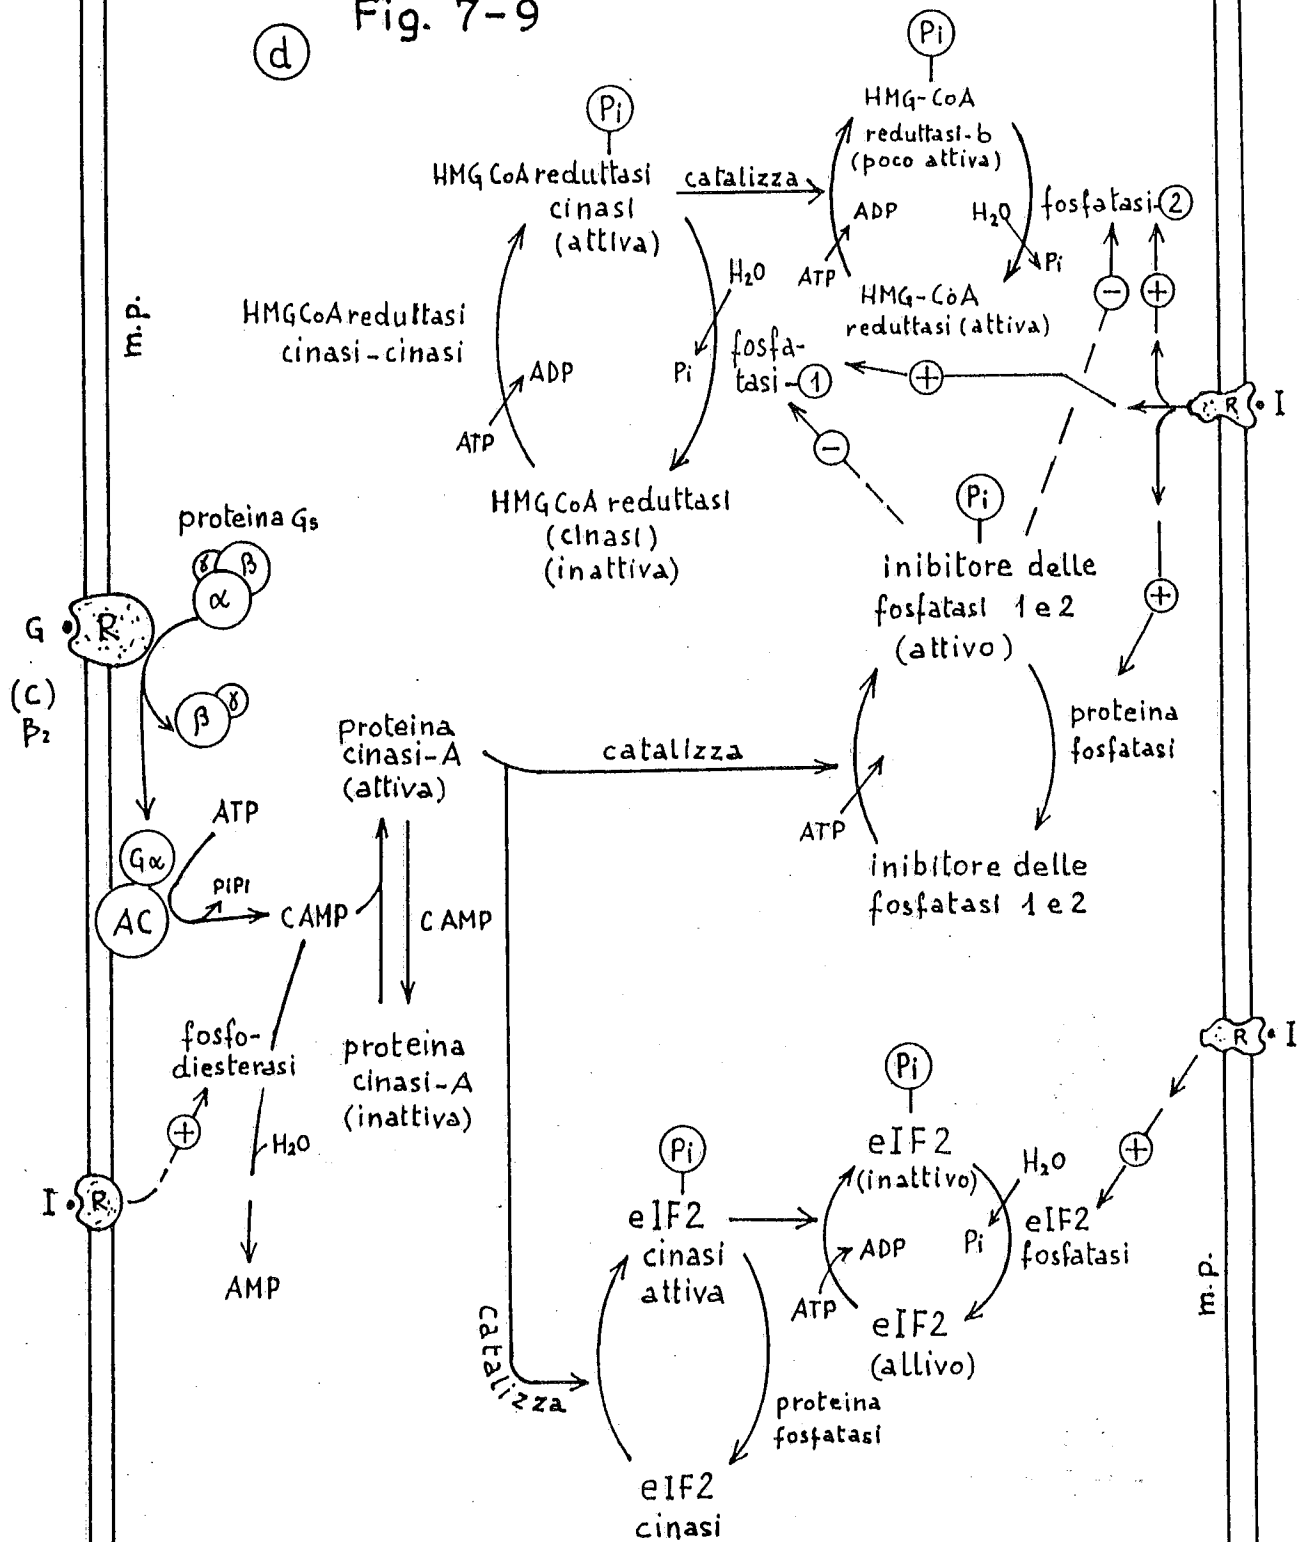 Fig. 7-9
d
Pi
HMG-CoA
reduttasi-b
(poco attiva)
ADP
H₂O
fosfatasi-2
ATP
Pi
HMG-CoA
reduttasi (attiva)
−
+
Pi
HMGCoA reduttasi
cinasi
(attiva)
catalizza
H₂O
HMGCoA reduttasi
cinasi-cinasi
ADP
Pi
fosfa-
tasi-1
+
ATP
−
HMGCoA reduttasi
(cinasi)
(inattiva)
R
I
m.p.
proteina Gs
γ
β
α
G
R
(C)
β₂
β
γ
Pi
inibitore delle
fosfatasi 1 e 2
(attivo)
+
proteina
fosfatasi
proteina
cinasi-A
(attiva)
catalizza
ATP
inibitore delle
fosfatasi 1 e 2
ATP
Gα
PiPi
AC
CAMP
CAMP
fosfo-
diesterasi
proteina
cinasi-A
(inattiva)
+
H₂O
I
R
AMP
R
I
+
Pi
eIF2
(inattivo)
H₂O
Pi
eIF2
cinasi
attiva
ADP
Pi
eIF2
fosfatasi
ATP
eIF2
(allivo)
m.p.
catalizza
proteina
fosfatasi
eIF2
cinasi